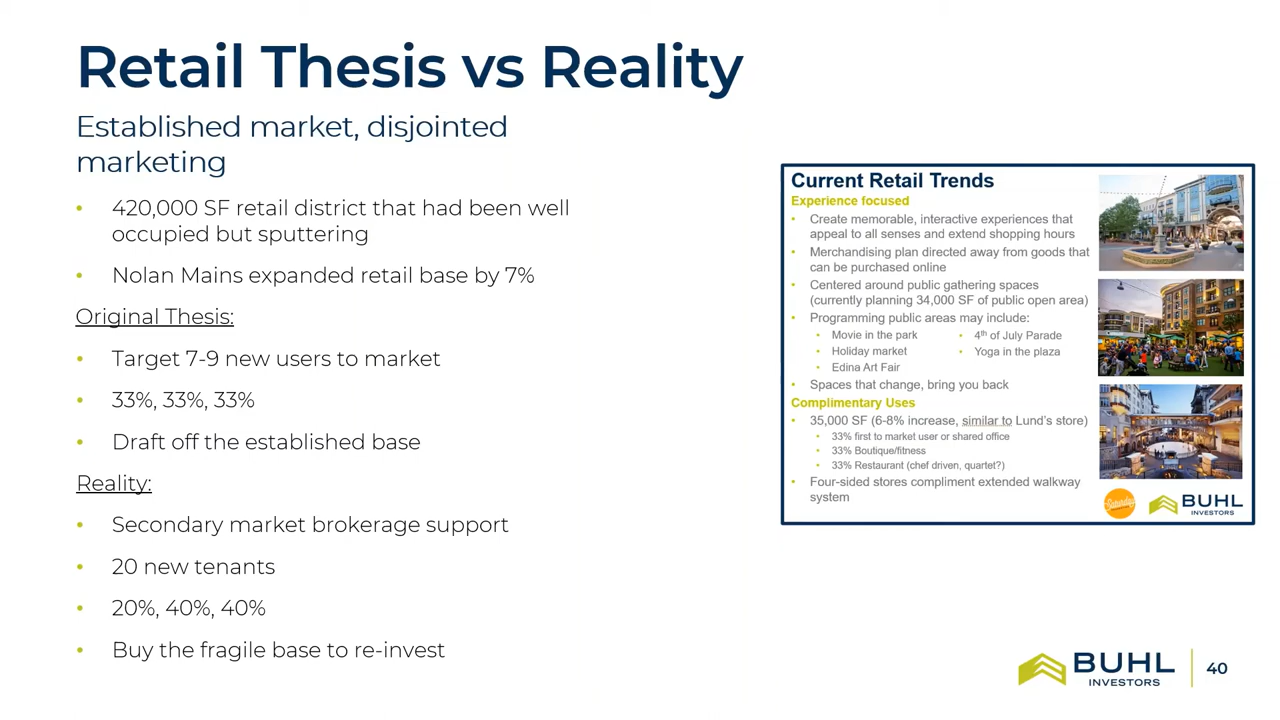 Retail Thesis vs Reality
Established market, disjointed
marketing
• 420,000 SF retail district that had been well
occupied but sputtering
• Nolan Mains expanded retail base by 7%
Original Thesis:
• Target 7-9 new users to market
• 33%, 33%, 33%
• Draft off the established base
Reality:
• Secondary market brokerage support
• 20 new tenants
• 20%, 40%, 40%
• Buy the fragile base to re-invest
Current Retail Trends
Experience focused
• Create memorable, interactive experiences that
appeal to all senses and extend shopping hours
• Merchandising plan directed away from goods that
can be purchased online
• Centered around public gathering spaces
(currently planning 34,000 SF of public open area)
• Programming public areas may include:
• Movie in the park
• Holiday market
• Edina Art Fair
• 4th of July Parade
• Yoga in the plaza
• Spaces that change, bring you back
Complimentary Uses
• 35,000 SF (6-8% increase, similar to Lund's store)
• 33% first to market user or shared office
• 33% Boutique/fitness
• 33% Restaurant (chef driven, quartet?)
• Four-sided stores compliment extended walkway
system
Saturday
BUHL
INVESTORS
BUHL
INVESTORS
40